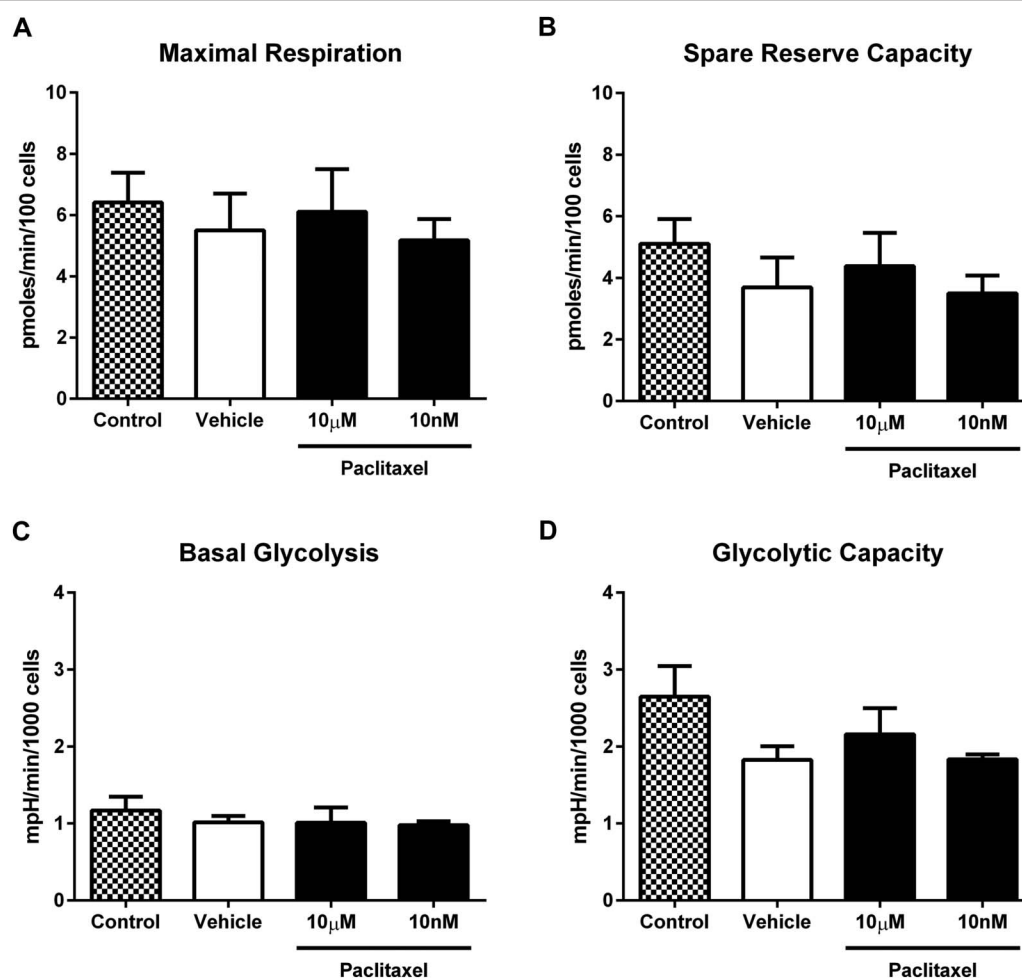 A
Maximal Respiration
pmoles/min/100 cells
10
8
6
4
2
0
Control Vehicle 10μM 10nM
Paclitaxel
B
Spare Reserve Capacity
pmoles/min/100 cells
10
8
6
4
2
0
Control Vehicle 10μM 10nM
Paclitaxel
C
Basal Glycolysis
mpH/min/1000 cells
4
3
2
1
0
Control Vehicle 10μM 10nM
Paclitaxel
D
Glycolytic Capacity
mpH/min/1000 cells
4
3
2
1
0
Control Vehicle 10μM 10nM
Paclitaxel